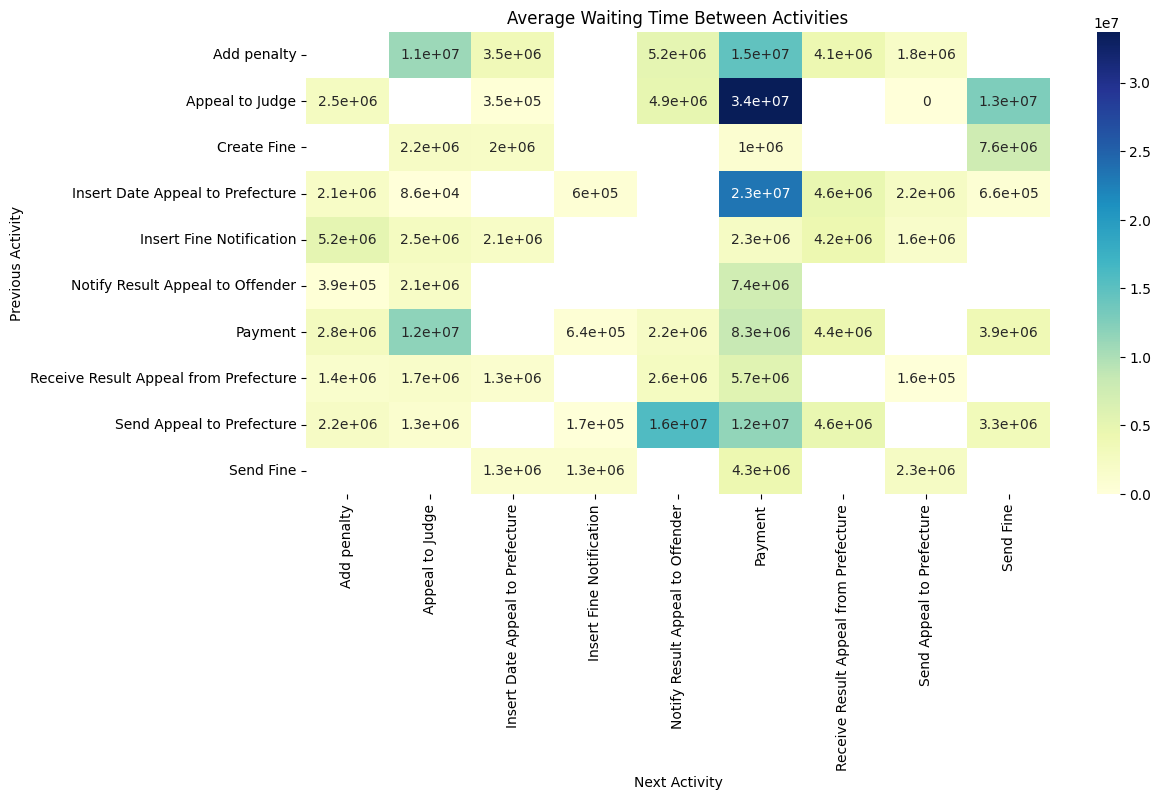 Average Waiting Time Between Activities
1e7
Add penalty
1.1e+07 3.5e+06 5.2e+06 1.5e+07 4.1e+06 1.8e+06
Appeal to Judge
2.5e+06 3.5e+05 4.9e+06 3.4e+07 0 1.3e+07
Create Fine
2.2e+06 2e+06 1e+06 7.6e+06
Insert Date Appeal to Prefecture
2.1e+06 8.6e+04 6e+05 2.3e+07 4.6e+06 2.2e+06 6.6e+05
Insert Fine Notification
5.2e+06 2.5e+06 2.1e+06 2.3e+06 4.2e+06 1.6e+06
Notify Result Appeal to Offender
3.9e+05 2.1e+06 7.4e+06
Payment
2.8e+06 1.2e+07 6.4e+05 2.2e+06 8.3e+06 4.4e+06 3.9e+06
Receive Result Appeal from Prefecture
1.4e+06 1.7e+06 1.3e+06 2.6e+06 5.7e+06 1.6e+05
Send Appeal to Prefecture
2.2e+06 1.3e+06 1.7e+05 1.6e+07 1.2e+07 4.6e+06 3.3e+06
Send Fine
1.3e+06 1.3e+06 4.3e+06 2.3e+06
Previous Activity
Add penalty
Appeal to Judge
Insert Date Appeal to Prefecture
Insert Fine Notification
Notify Result Appeal to Offender
Payment
Receive Result Appeal from Prefecture
Send Appeal to Prefecture
Send Fine
Next Activity
3.0
2.5
2.0
1.5
1.0
0.5
0.0